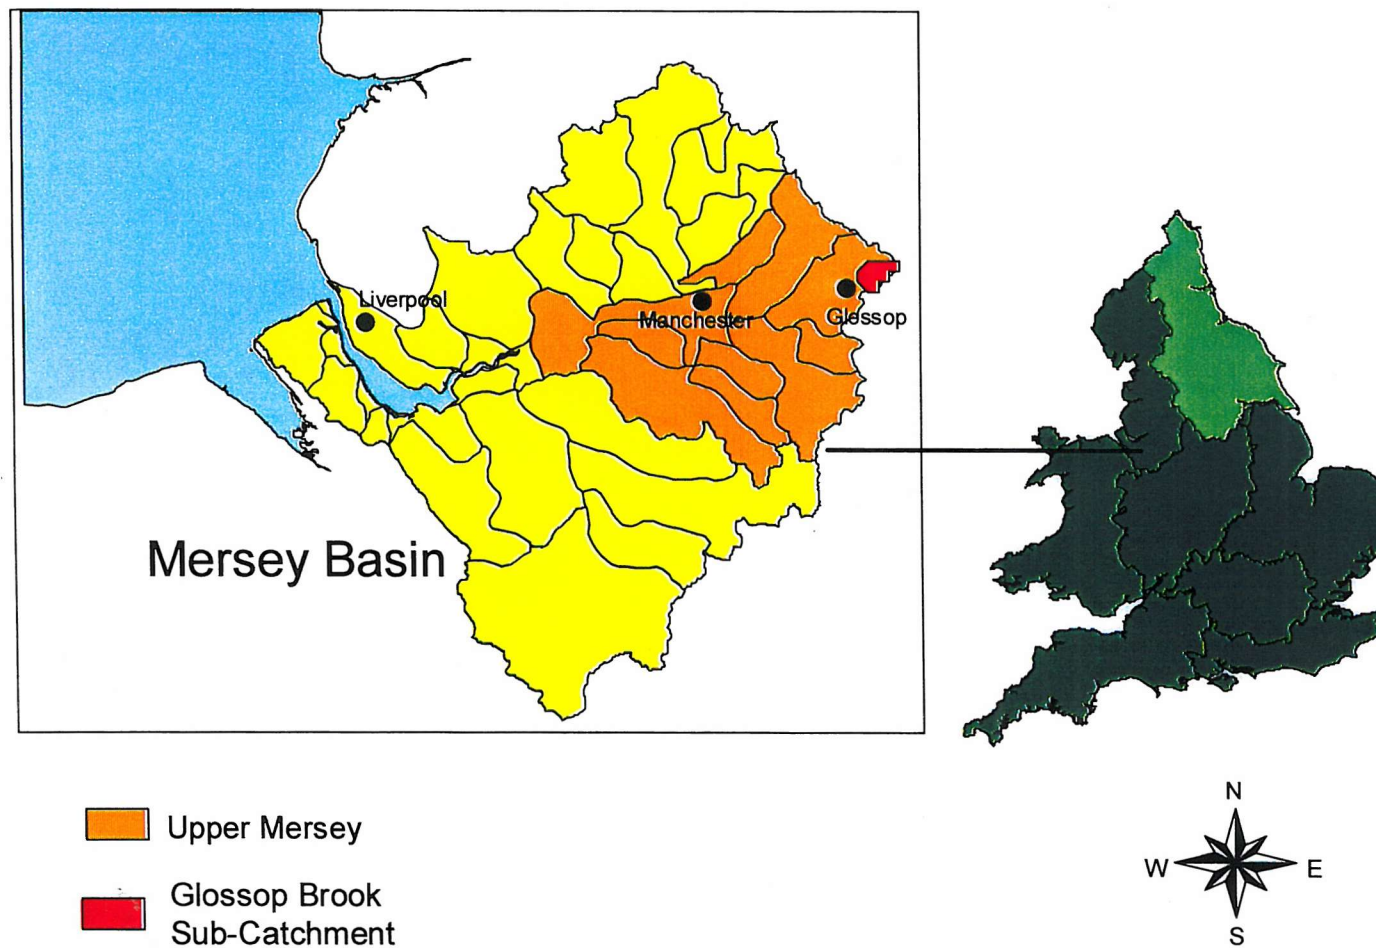 Liverpool
Manchester
Glossop
Mersey Basin
Upper Mersey
Glossop Brook
Sub-Catchment
N
W
E
S